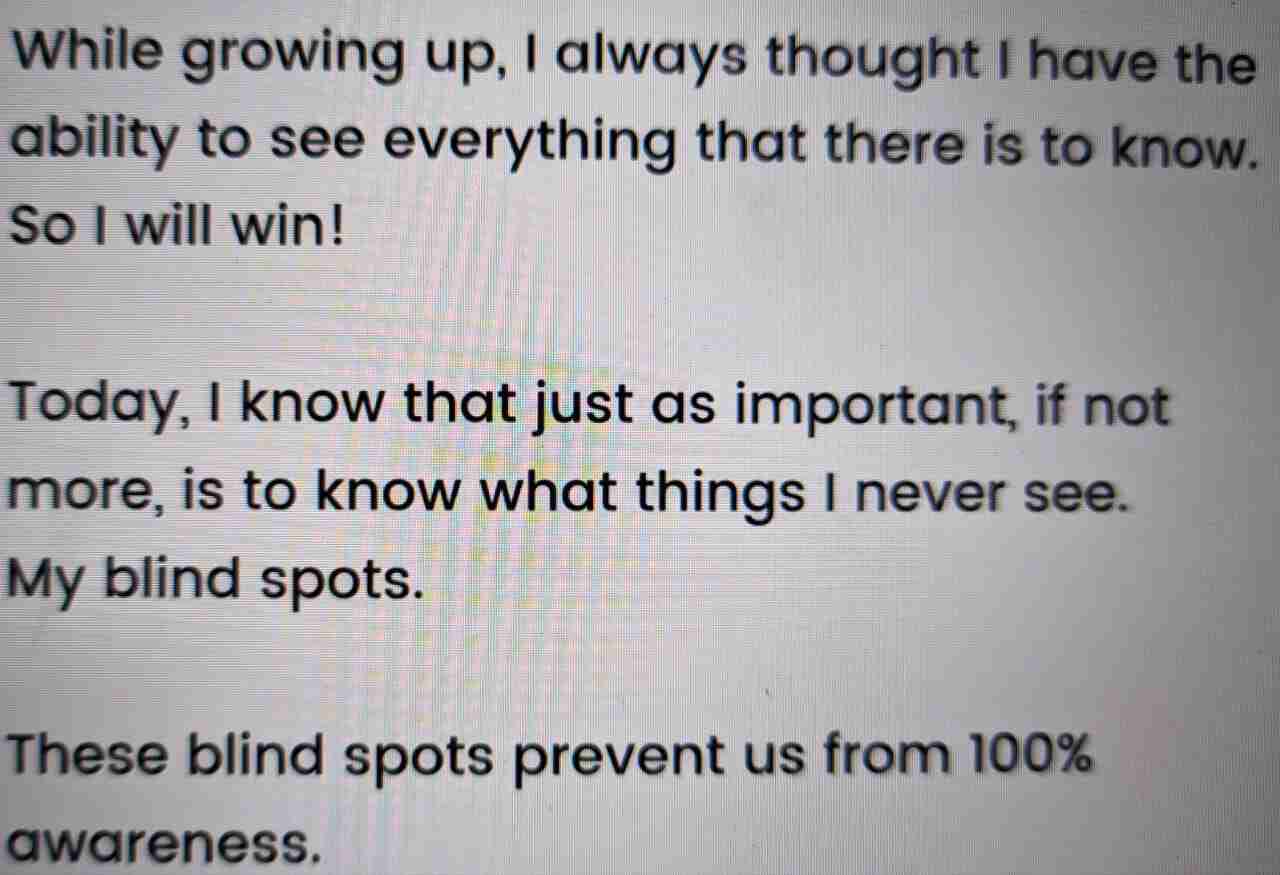 While growing up, I always thought I have the
ability to see everything that there is to know.
So I will win!
Today, I know that just as important, if not
more, is to know what things I never see.
My blind spots.
These blind spots prevent us from 100%
awareness.